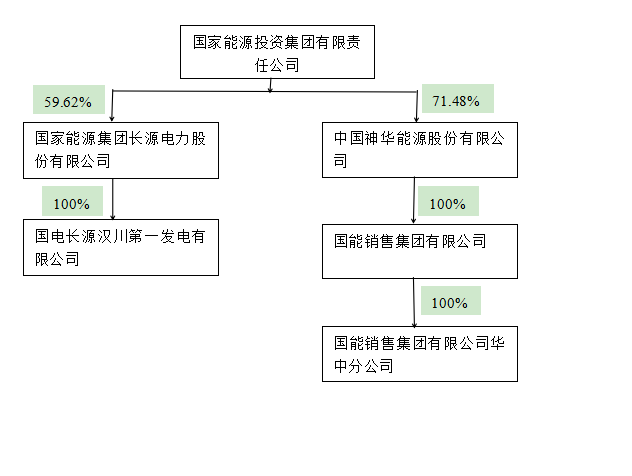 国家能源投资集团有限责
任公司
59.62%
71.48%
国家能源集团长源电力股
份有限公司
中国神华能源股份有限公
司
100%
100%
国电长源汉川第一发电有
限公司
国能销售集团有限公司
100%
国能销售集团有限公司华
中分公司